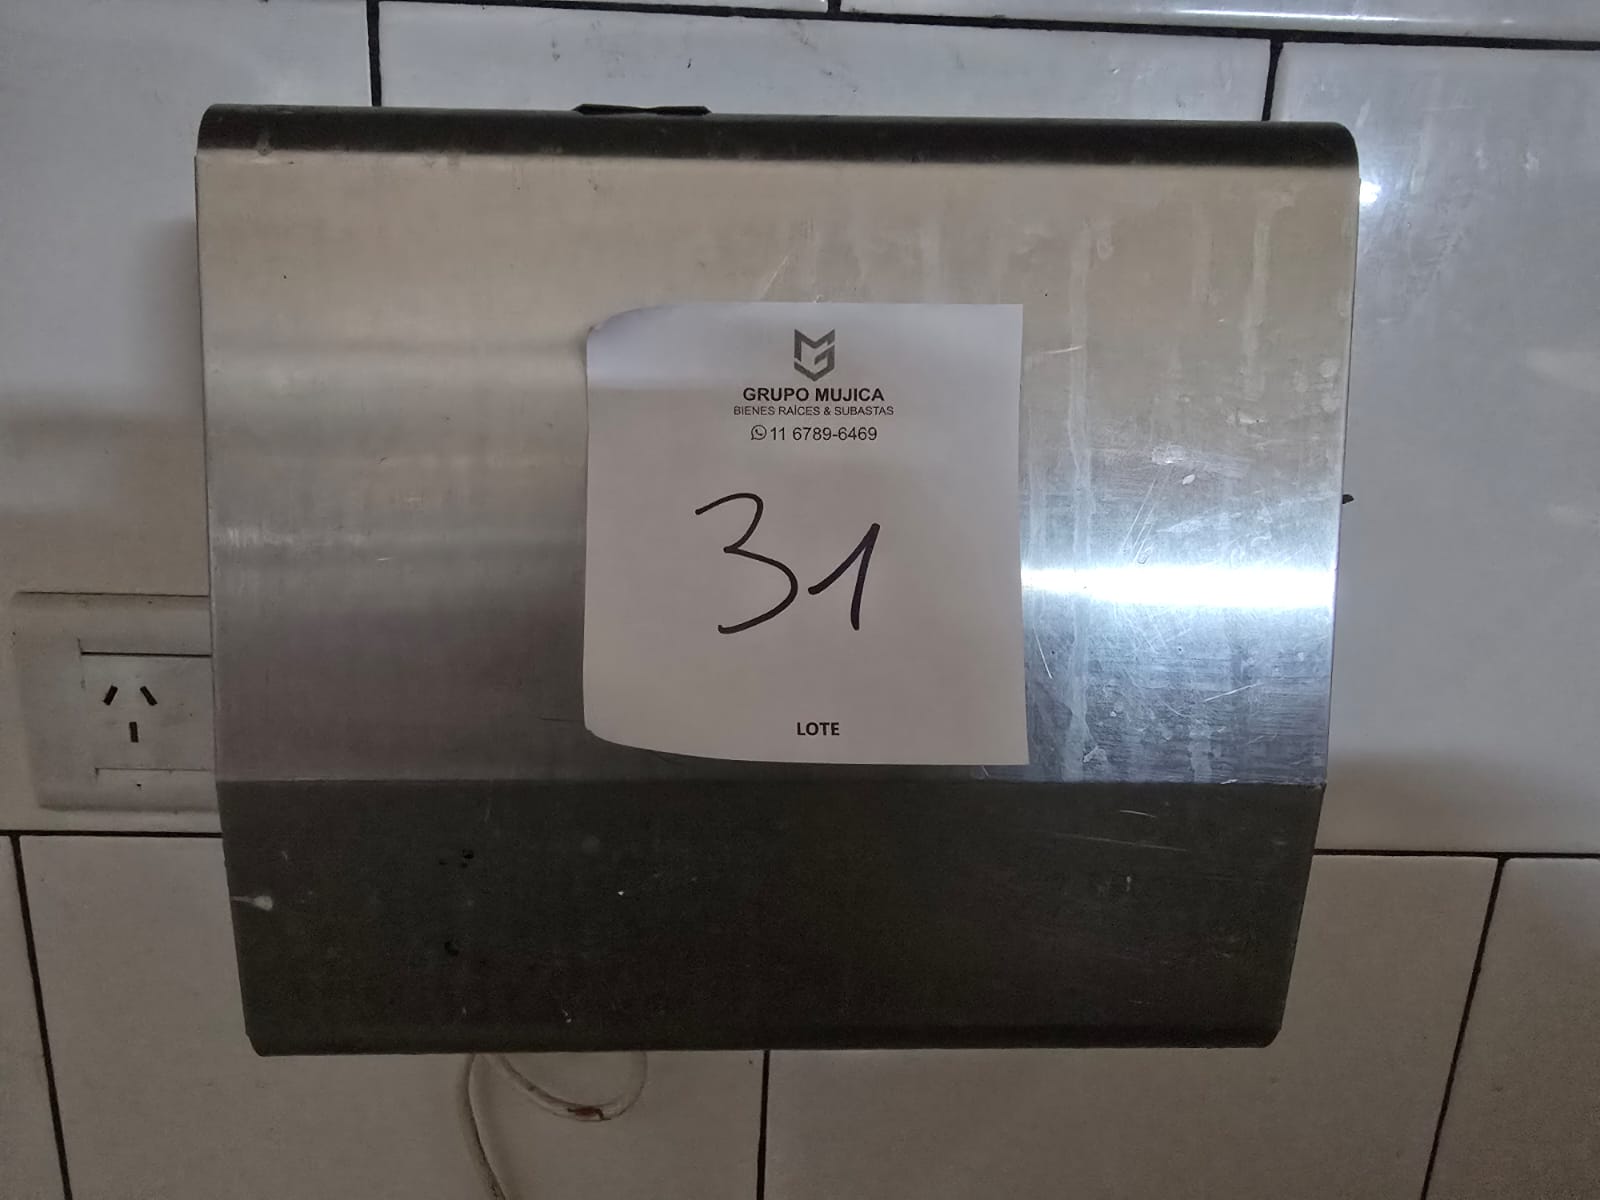 GRUPO MUJICA
BIENES RAÍCES & SUBASTAS
11 6789-6469
31
LOTE